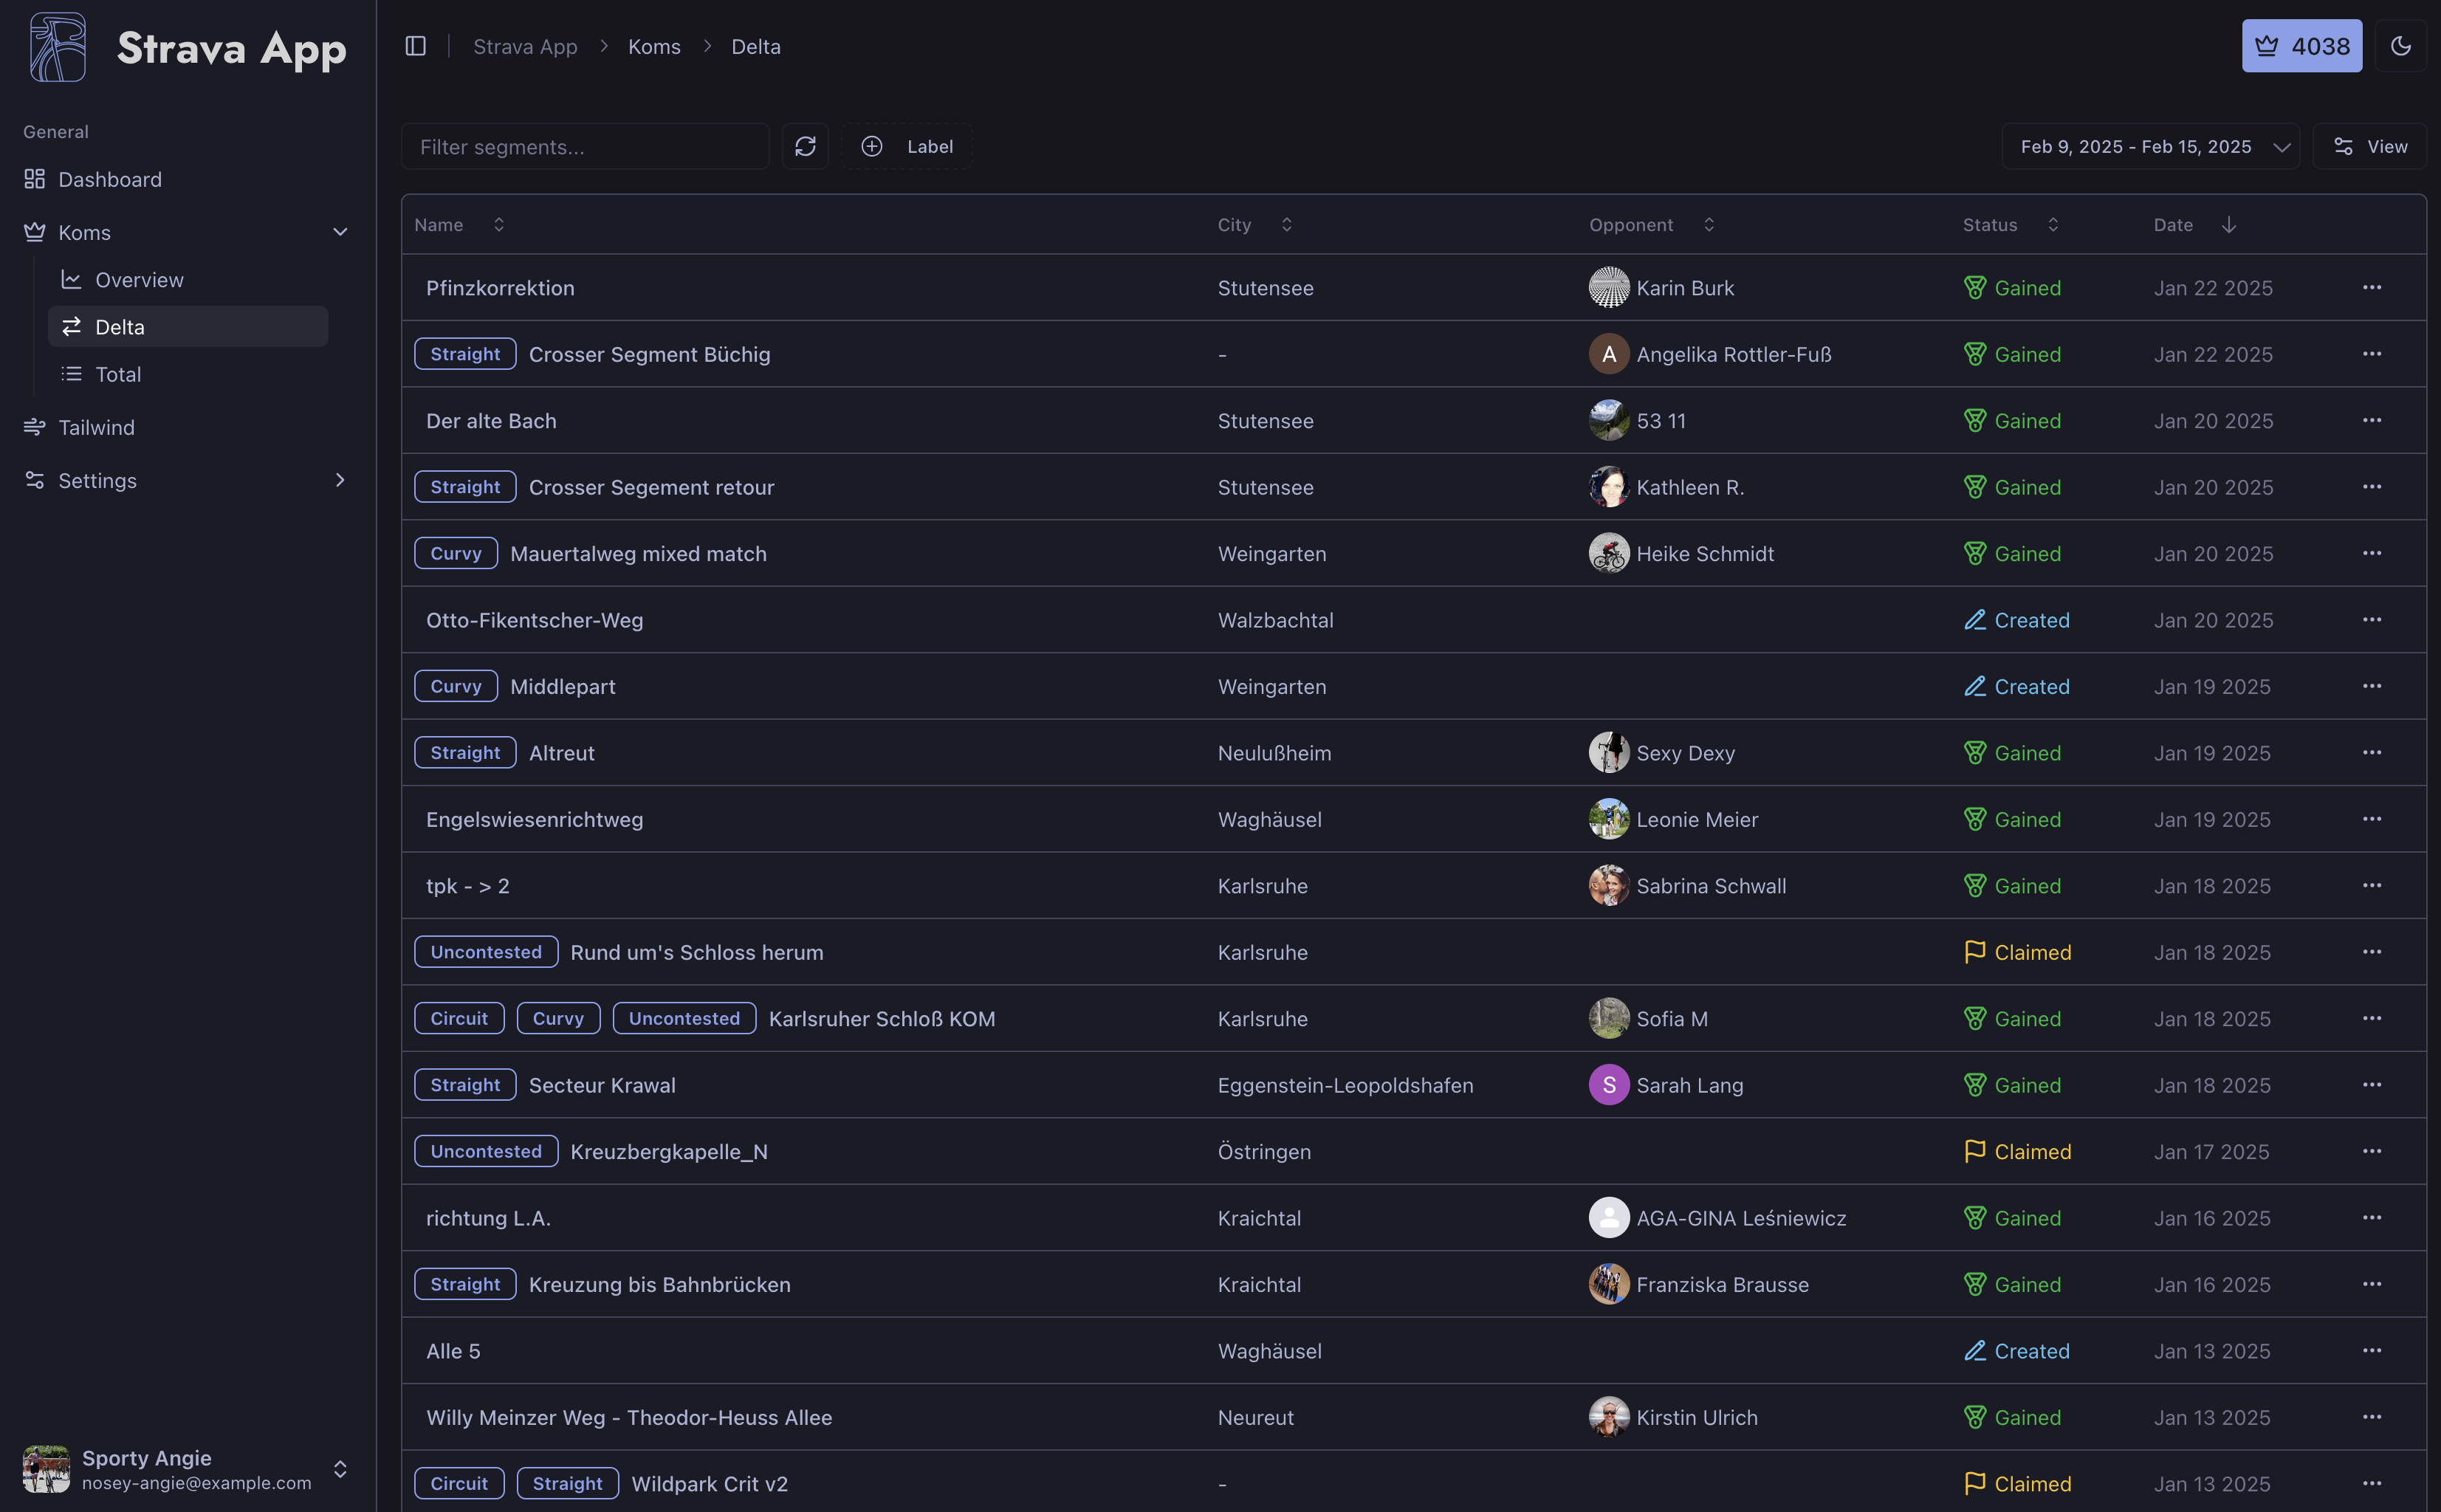 Strava App
General
Dashboard
Koms
Overview
Delta
Total
Tailwind
Settings
Sporty Angie
nosey-angie@example.com
Strava App Koms Delta
4038
Filter segments... Label Feb 9, 2025 - Feb 15, 2025 View
Name City Opponent Status Date
Pfinzkorrektion Stutensee Karin Burk Gained Jan 22 2025
Straight Crosser Segment Büchig - A Angelika Rottler-Fuß Gained Jan 22 2025
Der alte Bach Stutensee 53 11 Gained Jan 20 2025
Straight Crosser Segement retour Stutensee Kathleen R. Gained Jan 20 2025
Curvy Mauertalweg mixed match Weingarten Heike Schmidt Gained Jan 20 2025
Otto-Fikentscher-Weg Walzbachtal Created Jan 20 2025
Curvy Middlepart Weingarten Created Jan 19 2025
Straight Altreut Neulußheim Sexy Dexy Gained Jan 19 2025
Engelswiesenrichtweg Waghäusel Leonie Meier Gained Jan 19 2025
tpk - > 2 Karlsruhe Sabrina Schwall Gained Jan 18 2025
Uncontested Rund um's Schloss herum Karlsruhe Claimed Jan 18 2025
Circuit Curvy Uncontested Karlsruher Schloß KOM Karlsruhe Sofia M Gained Jan 18 2025
Straight Secteur Krawal Eggenstein-Leopoldshafen S Sarah Lang Gained Jan 18 2025
Uncontested Kreuzbergkapelle_N Östringen Claimed Jan 17 2025
richtung L.A. Kraichtal AGA-GINA Leśniewicz Gained Jan 16 2025
Straight Kreuzung bis Bahnbrücken Kraichtal Franziska Brausse Gained Jan 16 2025
Alle 5 Waghäusel Created Jan 13 2025
Willy Meinzer Weg - Theodor-Heuss Allee Neureut Kirstin Ulrich Gained Jan 13 2025
Circuit Straight Wildpark Crit v2 - Claimed Jan 13 2025